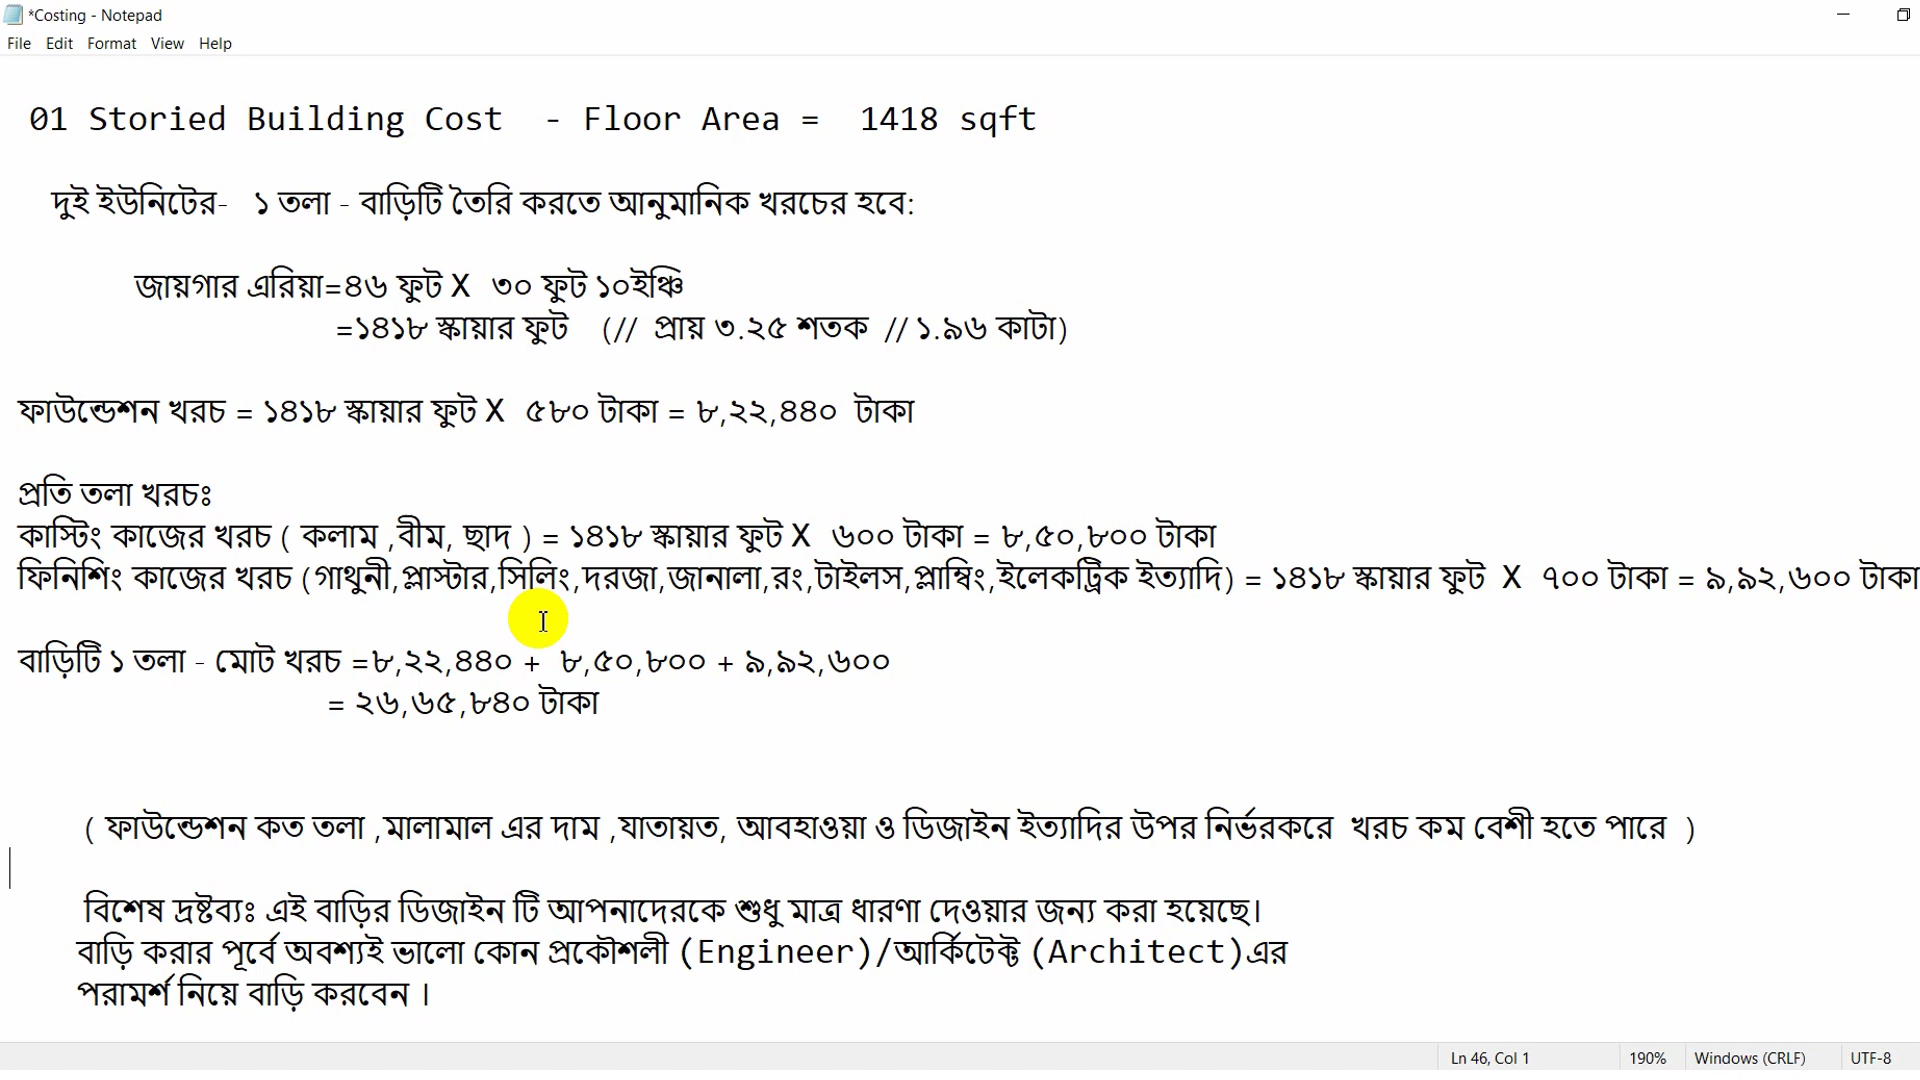 *Costing - Notepad
File Edit Format View Help
01 Storied Building Cost - Floor Area = 1418 sqft
দুই ইউনিটের- ১ তলা - বাড়িটি তৈরি করতে আনুমানিক খরচের হবে:
জায়গার এরিয়া=৪৬ ফুট X ৩০ ফুট ১০ইঞ্চি
=১৪১৮ স্কায়ার ফুট (// প্রায় ৩.২৫ শতক // ১.৯৬ কাটা)
ফাউন্ডেশন খরচ = ১৪১৮ স্কায়ার ফুট X ৫৮০ টাকা = ৮,২২,৪৪০ টাকা
প্রতি তলা খরচঃ
কাস্টিং কাজের খরচ ( কলাম ,বীম, ছাদ ) = ১৪১৮ স্কায়ার ফুট X ৬০০ টাকা = ৮,৫০,৮০০ টাকা
ফিনিশিং কাজের খরচ (গাথুনী,প্লাস্টার,সিলিং,দরজা,জানালা,রং,টাইলস,প্লাম্বিং,ইলেকট্রিক ইত্যাদি) = ১৪১৮ স্কায়ার ফুট X ৭০০ টাকা = ৯,৯২,৬০০ টাকা
বাড়িটি ১ তলা - মোট খরচ =৮,২২,৪৪০ + ৮,৫০,৮০০ + ৯,৯২,৬০০
= ২৬,৬৫,৮৪০ টাকা
( ফাউন্ডেশন কত তলা ,মালামাল এর দাম ,যাতায়ত, আবহাওয়া ও ডিজাইন ইত্যাদির উপর নির্ভরকরে খরচ কম বেশী হতে পারে )
বিশেষ দ্রষ্টব্যঃ এই বাড়ির ডিজাইন টি আপনাদেরকে শুধু মাত্র ধারণা দেওয়ার জন্য করা হয়েছে।
বাড়ি করার পূর্বে অবশ্যই ভালো কোন প্রকৌশলী (Engineer)/আর্কিটেক্ট (Architect)এর
পরামর্শ নিয়ে বাড়ি করবেন ।
Ln 46, Col 1 190% Windows (CRLF) UTF-8